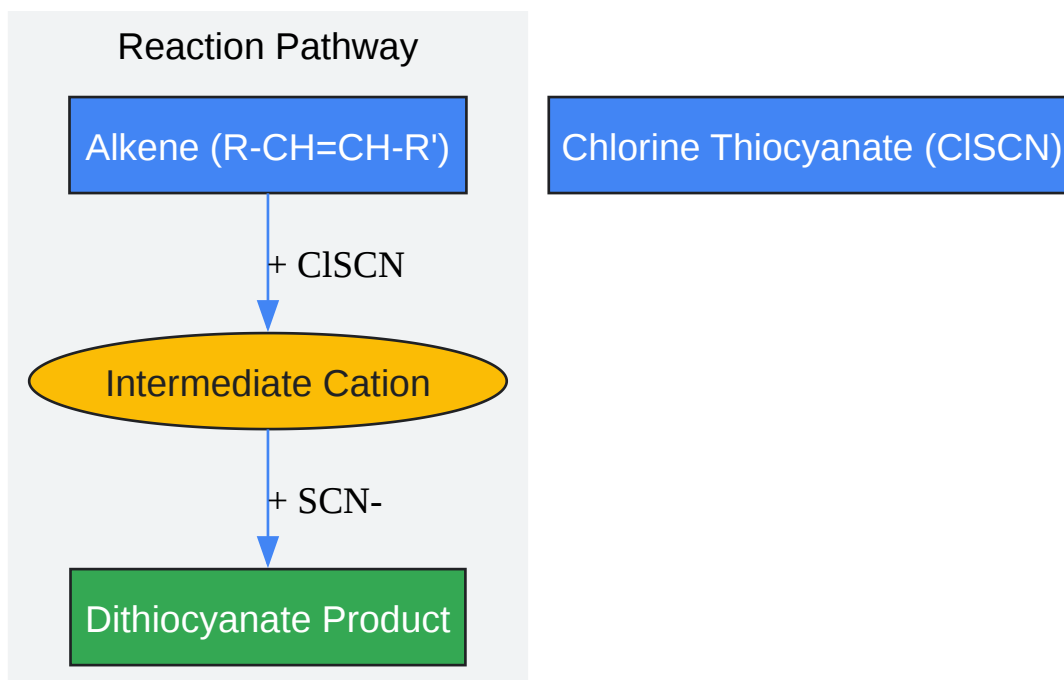 Reaction Pathway
Alkene (R-CH=CH-R')
Chlorine Thiocyanate (ClSCN)
+ ClSCN
Intermediate Cation
+ SCN-
Dithiocyanate Product